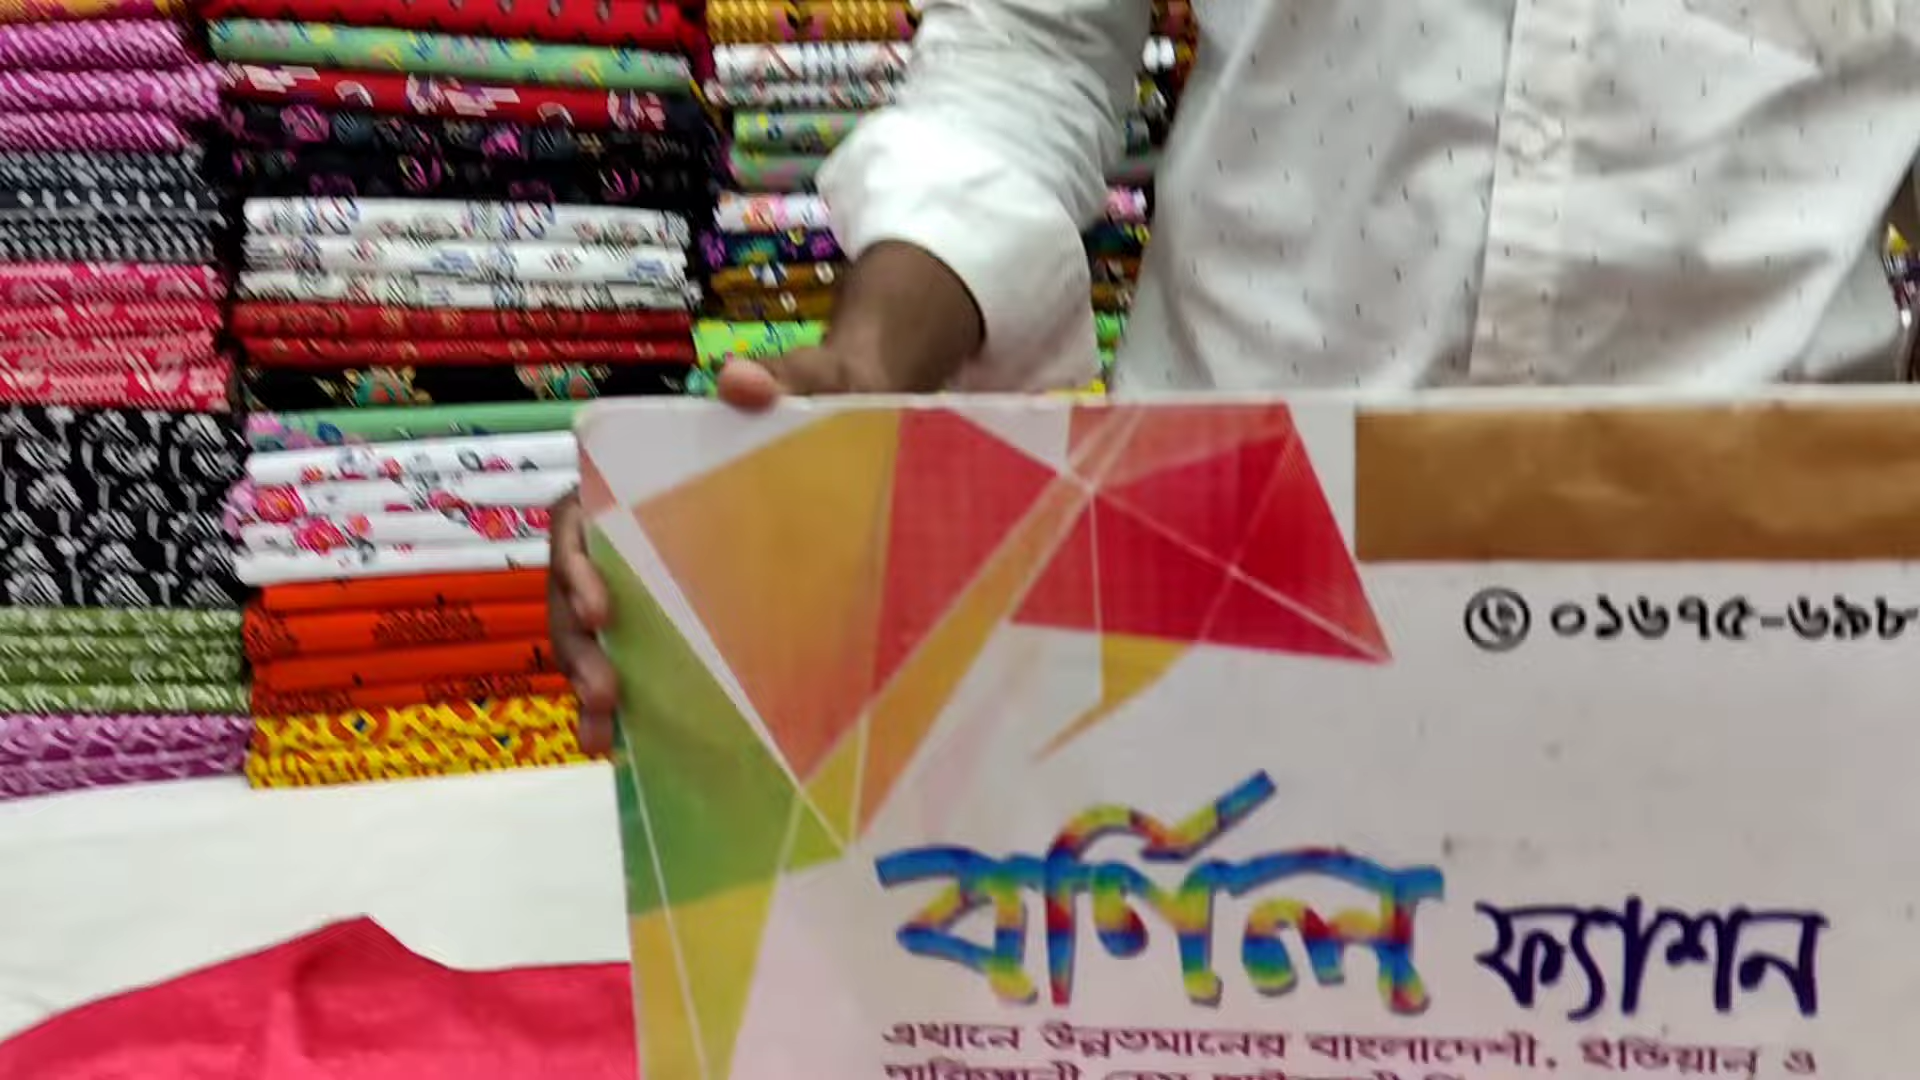 ০১৬৭৫-৬৯৮
বর্ণিল ফ্যাশন
এখানে উন্নতমানের বাংলাদেশী, ইন্ডিয়ান ও